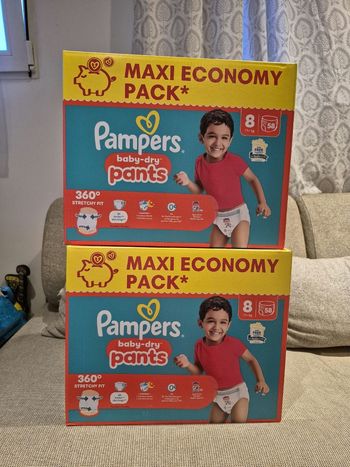 MAXI ECONOMY
PACK*
Pampers
baby-dry
pants
8
58
360°
STRETCHY FIT
MAXI ECONOMY
PACK*
Pampers
baby-dry
pants
8
58
360°
STRETCHY FIT